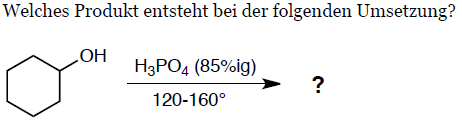 Welches Produkt entsteht bei der folgenden Umsetzung?
OH
H₃PO₄ (85%ig)
120-160°
?